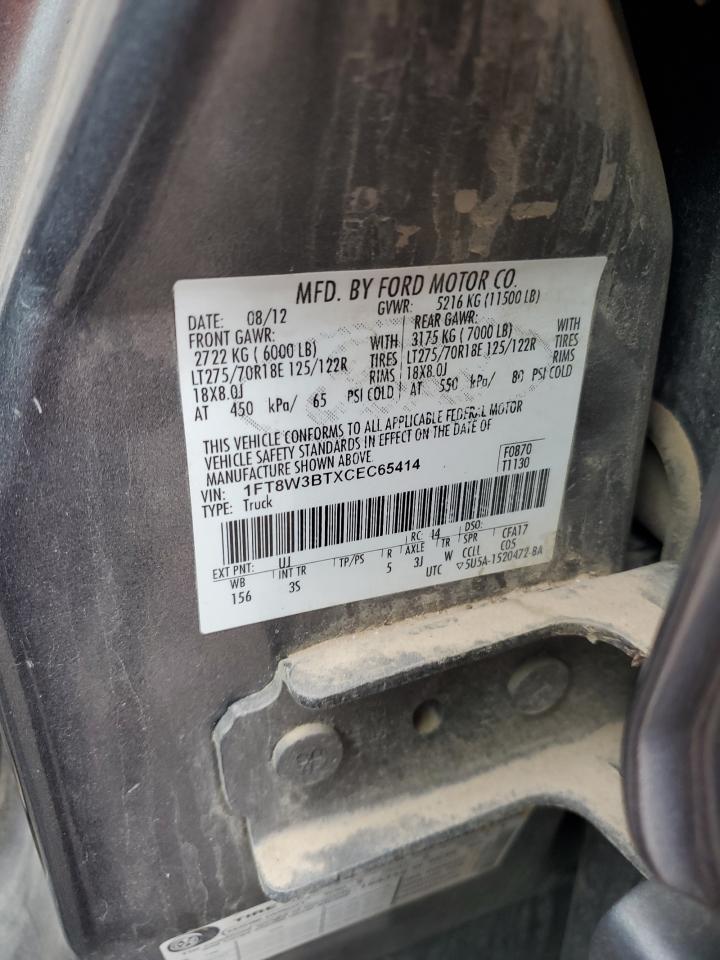 MFD. BY FORD MOTOR CO.
DATE: 08/12 GVWR: 5216 KG (11500 LB)
FRONT GAWR: REAR GAWR:
2722 KG ( 6000 LB) WITH 3175 KG ( 7000 LB) WITH
LT275/70R18E 125/122R TIRES LT275/70R18E 125/122R TIRES
18X8.0J RIMS 18X8.0J RIMS
AT 450 kPa/ 65 PSI COLD AT 550 kPa/ 80 PSI COLD
THIS VEHICLE CONFORMS TO ALL APPLICABLE FEDERAL MOTOR
VEHICLE SAFETY STANDARDS IN EFFECT ON THE DATE OF
MANUFACTURE SHOWN ABOVE.
VIN: 1FT8W3BTXCEC65414 F0870
TYPE: Truck T1130
EXT PNT: UJ RC: 14 DSO:
WB INT TR TP/PS R AXLE TR SPR CFA17
156 3S 5 3J W CCLL C05
UTC ▽5U5A-1520472-BA
TIRE